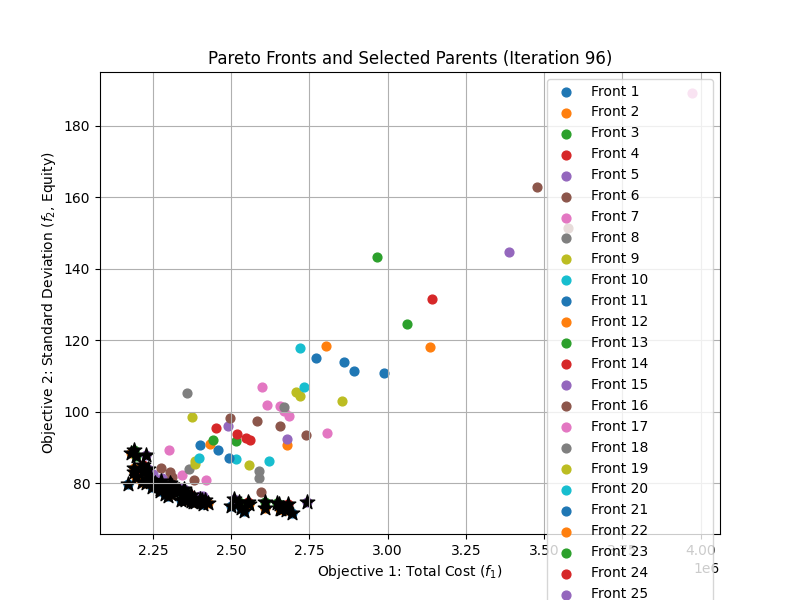 Pareto Fronts and Selected Parents (Iteration 96)
Objective 2: Standard Deviation (f₂, Equity)
180
160
140
120
100
80
2.25
2.50
2.75
3.00
3.25
3.50
3.75
4.00
1e6
Objective 1: Total Cost (f₁)
Front 1
Front 2
Front 3
Front 4
Front 5
Front 6
Front 7
Front 8
Front 9
Front 10
Front 11
Front 12
Front 13
Front 14
Front 15
Front 16
Front 17
Front 18
Front 19
Front 20
Front 21
Front 22
Front 23
Front 24
Front 25